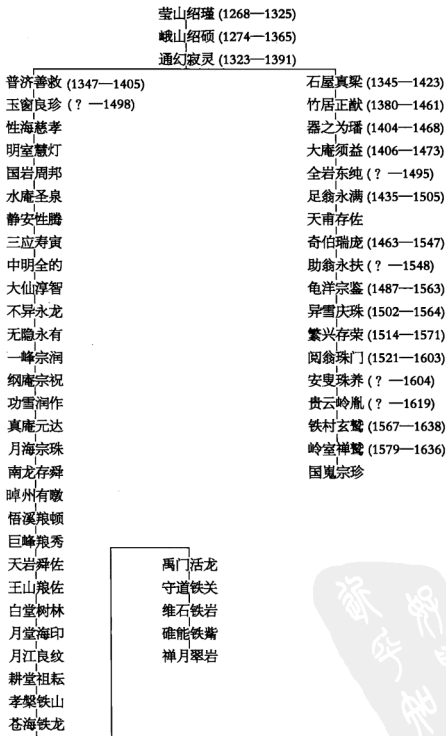 莹山绍瑾 (1268—1325)
峨山绍硕 (1274—1365)
通幻寂灵 (1323—1391)
普济善救 (1347—1405)
玉窗良珍 (? —1498)
性海慈孝
明室慧灯
国岩周邦
水庵圣泉
静安性腾
三应寿寅
中明全的
大仙淳智
不异永龙
无隐永有
一峰宗润
纲庵宗祝
功雪润作
真庵元达
月海宗珠
南龙存舜
晫州有暾
悟溪羪顿
巨峰羪秀
天岩舜佐
王山羪佐
白堂树林
月堂海印
月江良纹
耕堂祖耘
孝檕铁山
苍海铁龙
石屋真梁 (1345—1423)
竹居正猷 (1380—1461)
器之为璠 (1404—1468)
大庵须益 (1406—1473)
全岩东纯 (? —1495)
足翁永满 (1435—1505)
天甫存佐
奇伯瑞庞 (1463—1547)
助翁永扶 (? —1548)
龟洋宗鉴 (1487—1563)
异雪庆珠 (1502—1564)
繁兴存荣 (1514—1571)
阅翁珠门 (1521—1603)
安叟珠养 (? —1604)
贵云岭胤 (? —1619)
铁村玄鹫 (1567—1638)
岭室禅鹫 (1579—1636)
国嵬宗珍
禹门活龙
守道铁关
维石铁岩
碓能铁觜
禅月翠岩